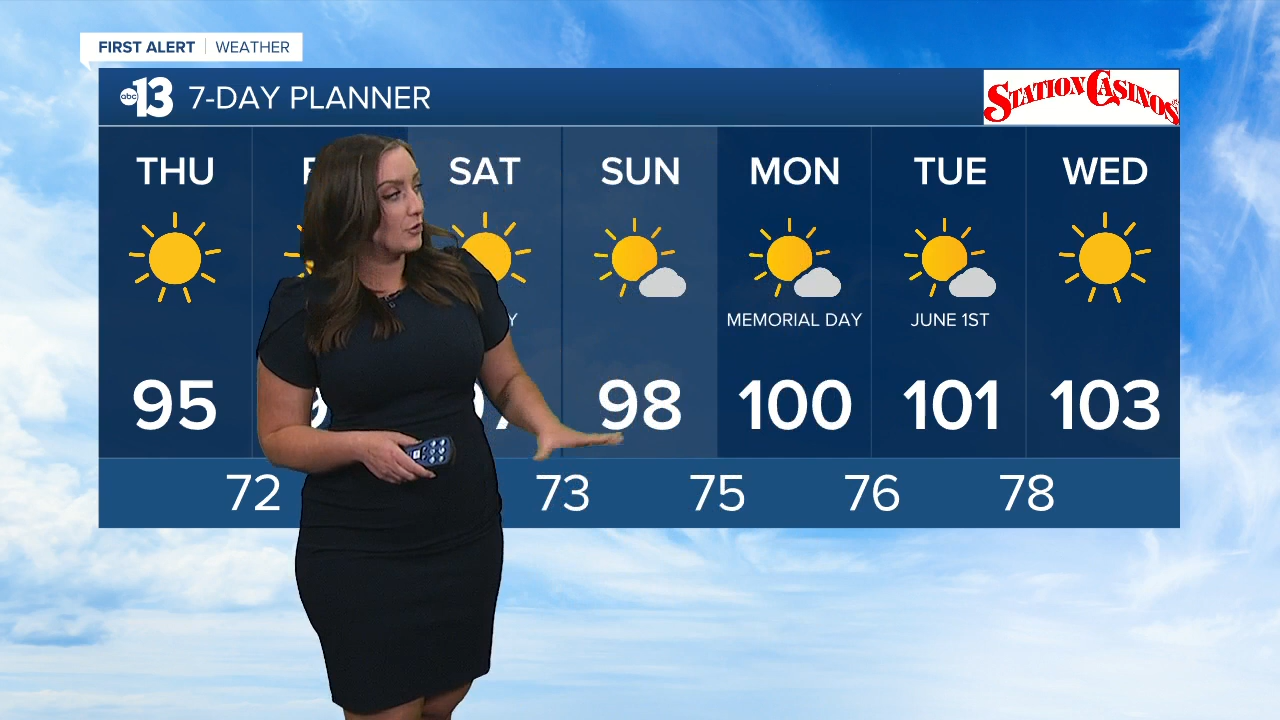 FIRST ALERT | WEATHER
abc 13 7-DAY PLANNER
STATION CASINOS
THU SAT SUN MON TUE WED
MEMORIAL DAY JUNE 1ST
95 98 100 101 103
72 73 75 76 78